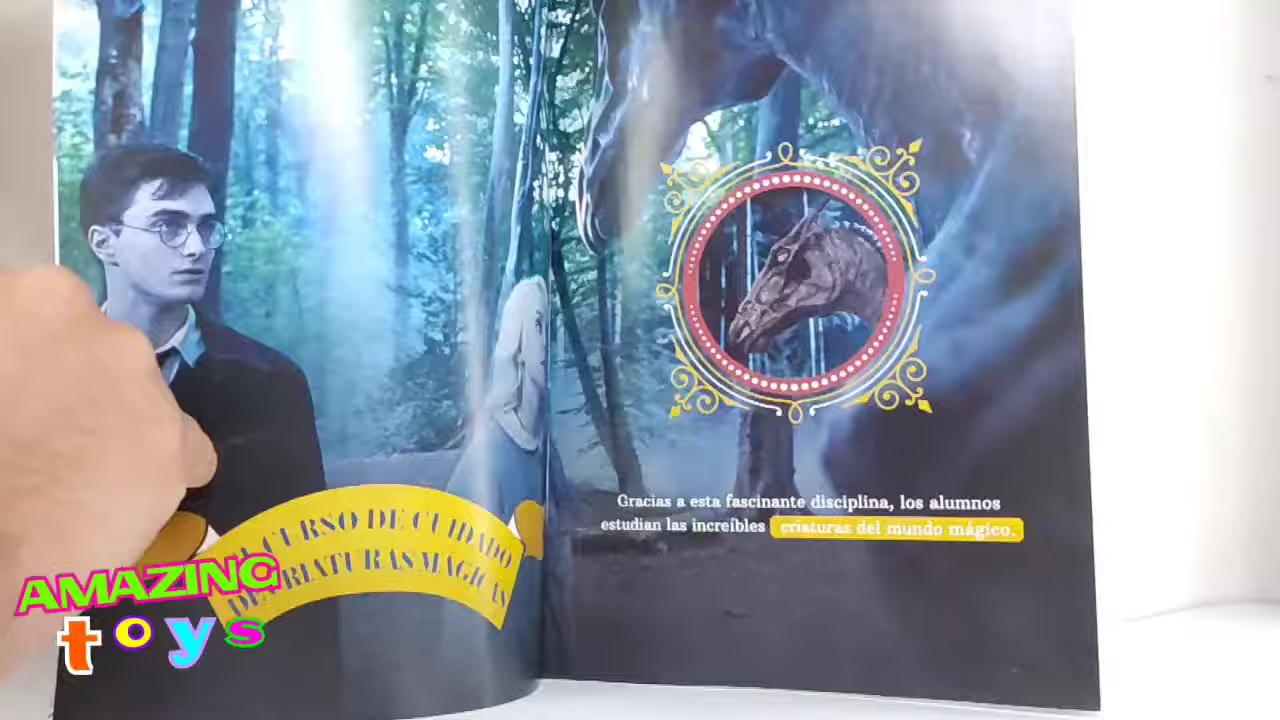 EL CURSO DE CUIDADO
DE CRIATURAS MÁGICAS
Gracias a esta fascinante disciplina, los alumnos
estudian las increíbles criaturas del mundo mágico.
AMAZING
toys